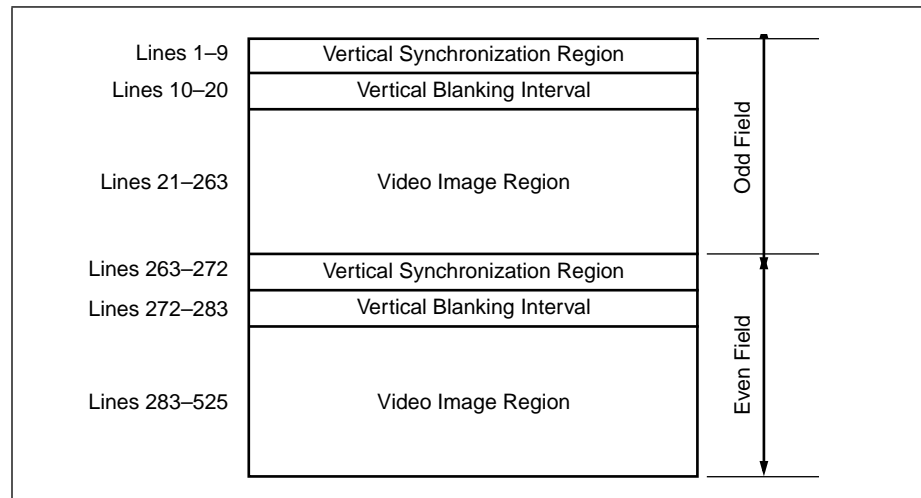 Lines 1–9 Vertical Synchronization Region
Lines 10–20 Vertical Blanking Interval
Lines 21–263 Video Image Region
Odd Field
Lines 263–272 Vertical Synchronization Region
Lines 272–283 Vertical Blanking Interval
Lines 283–525 Video Image Region
Even Field